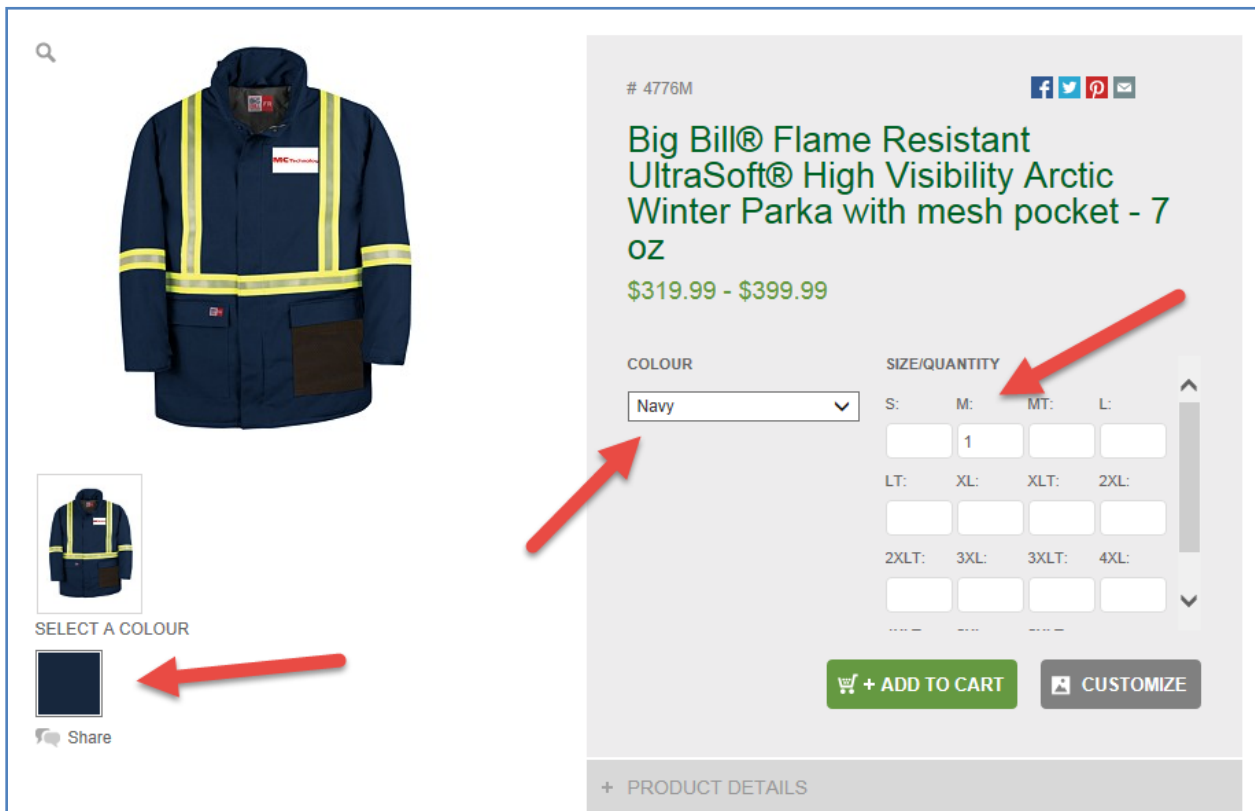 # 4776M
Big Bill® Flame Resistant
UltraSoft® High Visibility Arctic
Winter Parka with mesh pocket - 7
oz
$319.99 - $399.99
COLOUR
Navy
SIZE/QUANTITY
S: M: MT: L:
1
LT: XL: XLT: 2XL:
2XLT: 3XL: 3XLT: 4XL:
+ ADD TO CART
CUSTOMIZE
+ PRODUCT DETAILS
MC Technology
SELECT A COLOUR
Share